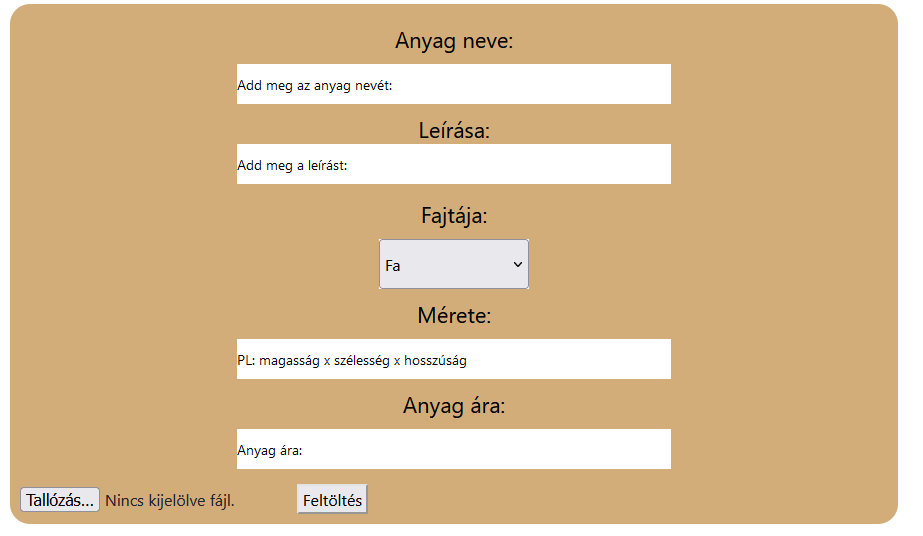 Anyag neve:
Add meg az anyag nevét:
Leírása:
Add meg a leírást:
Fajtája:
Fa
Mérete:
PL: magasság x szélesség x hosszúság
Anyag ára:
Anyag ára:
Tallózás... Nincs kijelölve fájl. Feltöltés